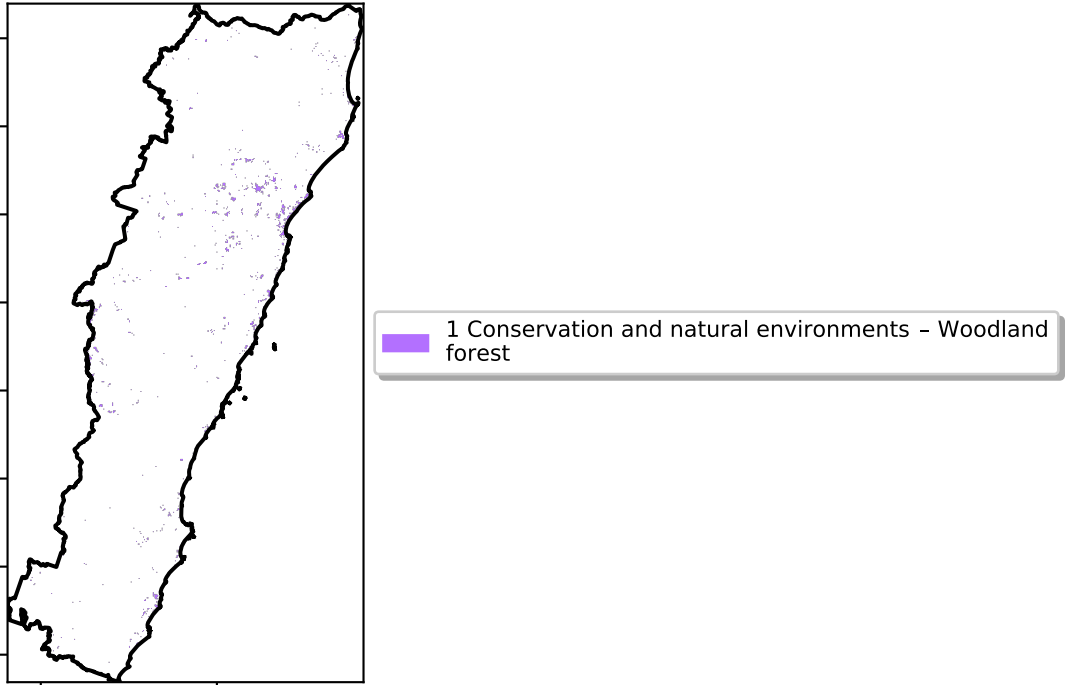 1 Conservation and natural environments – Woodland
forest